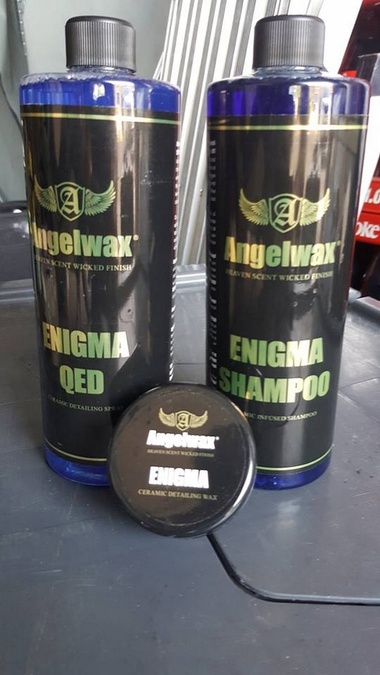 A
Angelwax®
HEAVEN SCENT WICKED FINISH
ENIGMA
QED
CERAMIC DETAILING SPRAY
A
Angelwax®
HEAVEN SCENT WICKED FINISH
ENIGMA
SHAMPOO
INFUSED SHAMPOO
A
Angelwax®
HEAVEN SCENT WICKED FINISH
ENIGMA
CERAMIC DETAILING WAX